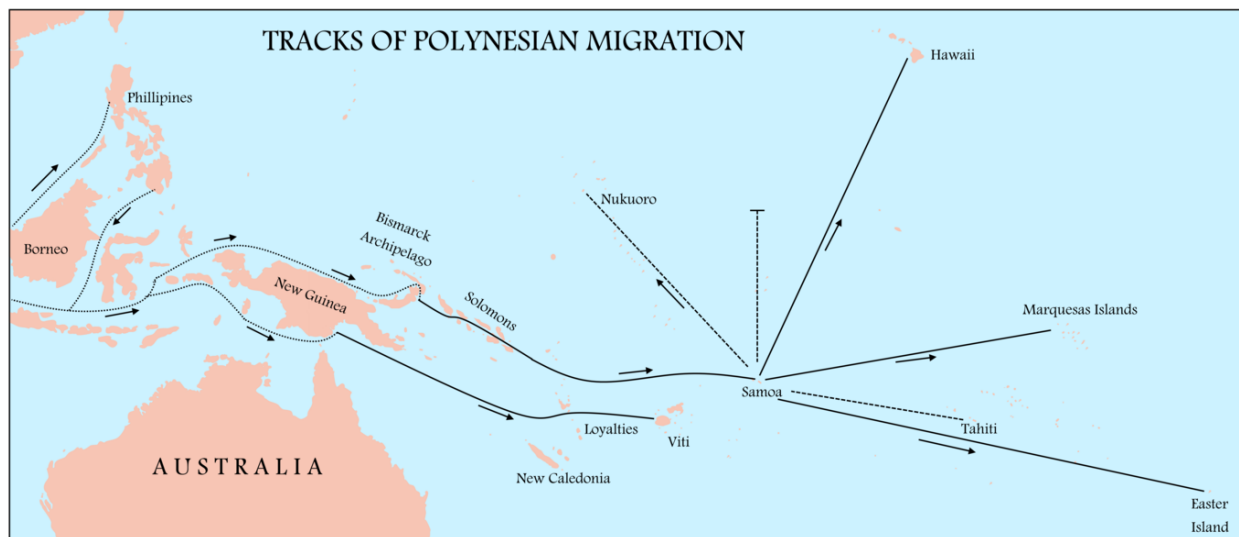 TRACKS OF POLYNESIAN MIGRATION
Hawaii
Phillipines
Nukuoro
Bismarck
Archipelago
Borneo
New Guinea
Solomons
Marquesas Islands
Samoa
Tahiti
Loyalties
Viti
AUSTRALIA
New Caledonia
Easter
Island